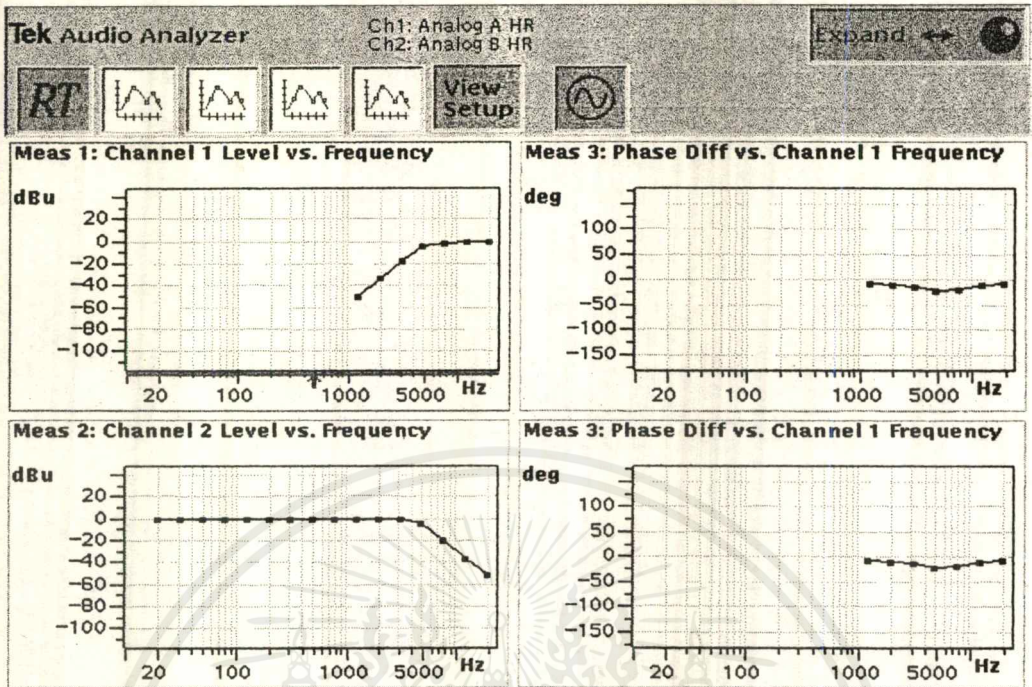 Tek Audio Analyzer
Ch1: Analog A HR
Ch2: Analog B HR
Expand
RT
View
Setup
Meas 1: Channel 1 Level vs. Frequency
dBu
20
0
−20
−40
−60
−80
−100
20 100 1000 5000 Hz
Meas 3: Phase Diff vs. Channel 1 Frequency
deg
100
50
0
−50
−100
−150
20 100 1000 5000 Hz
Meas 2: Channel 2 Level vs. Frequency
dBu
20
0
−20
−40
−60
−80
−100
20 100 1000 5000 Hz
Meas 3: Phase Diff vs. Channel 1 Frequency
deg
100
50
0
−50
−100
−150
20 100 1000 5000 Hz